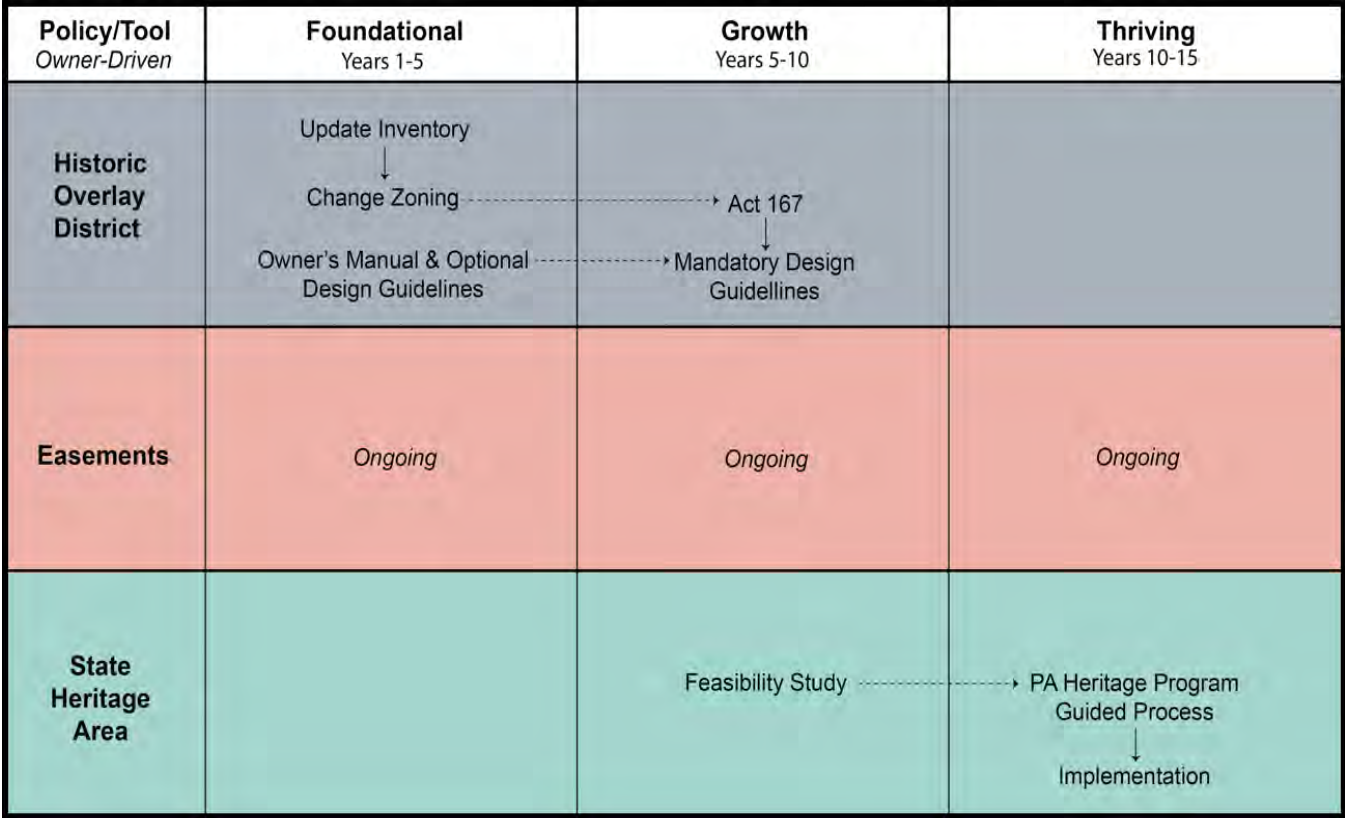 Policy/Tool
Owner-Driven
Foundational
Years 1-5
Growth
Years 5-10
Thriving
Years 10-15
Historic
Overlay
District
Update Inventory
Change Zoning
Owner's Manual & Optional
Design Guidelines
Act 167
Mandatory Design
Guidellines
Easements
Ongoing
Ongoing
Ongoing
State
Heritage
Area
Feasibility Study
PA Heritage Program
Guided Process
Implementation